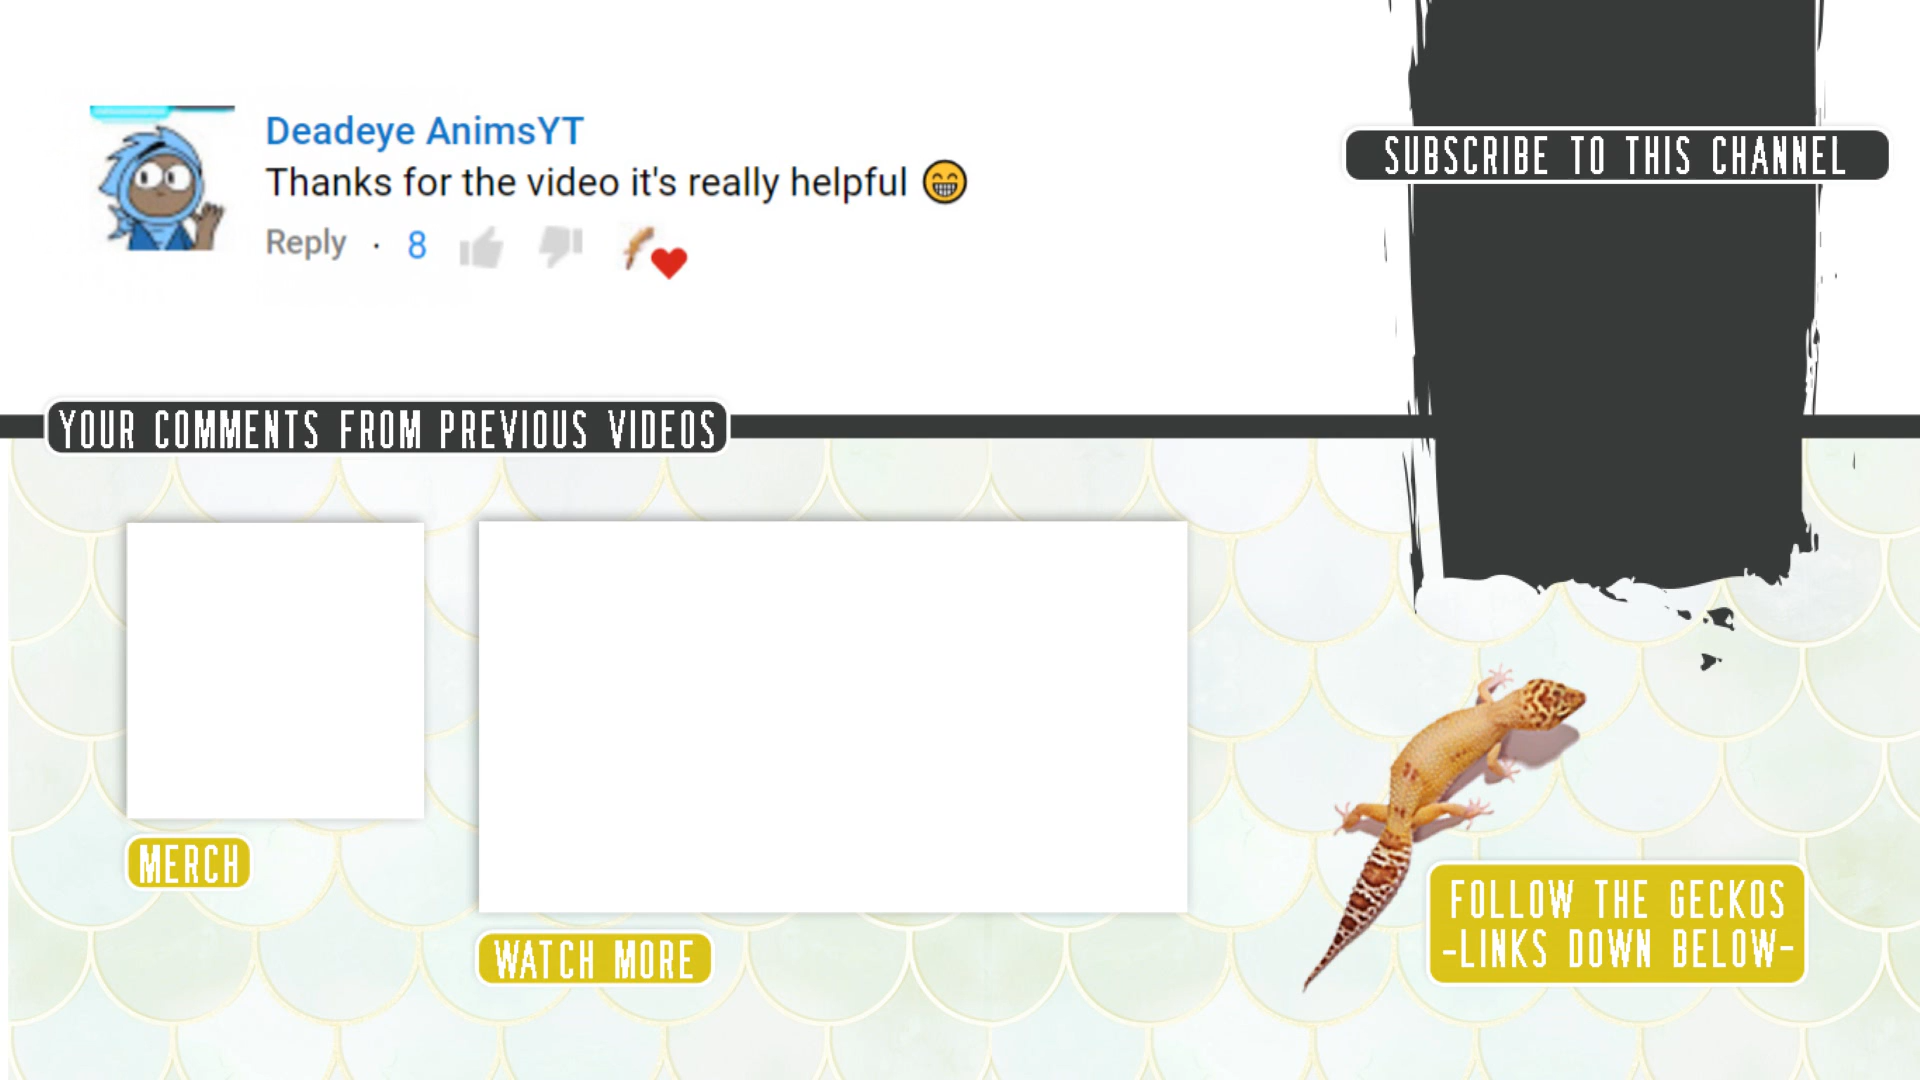 Deadeye AnimsYT
Thanks for the video it's really helpful 😁
Reply · 8
SUBSCRIBE TO THIS CHANNEL
YOUR COMMENTS FROM PREVIOUS VIDEOS
MERCH
WATCH MORE
FOLLOW THE GECKOS
-LINKS DOWN BELOW-